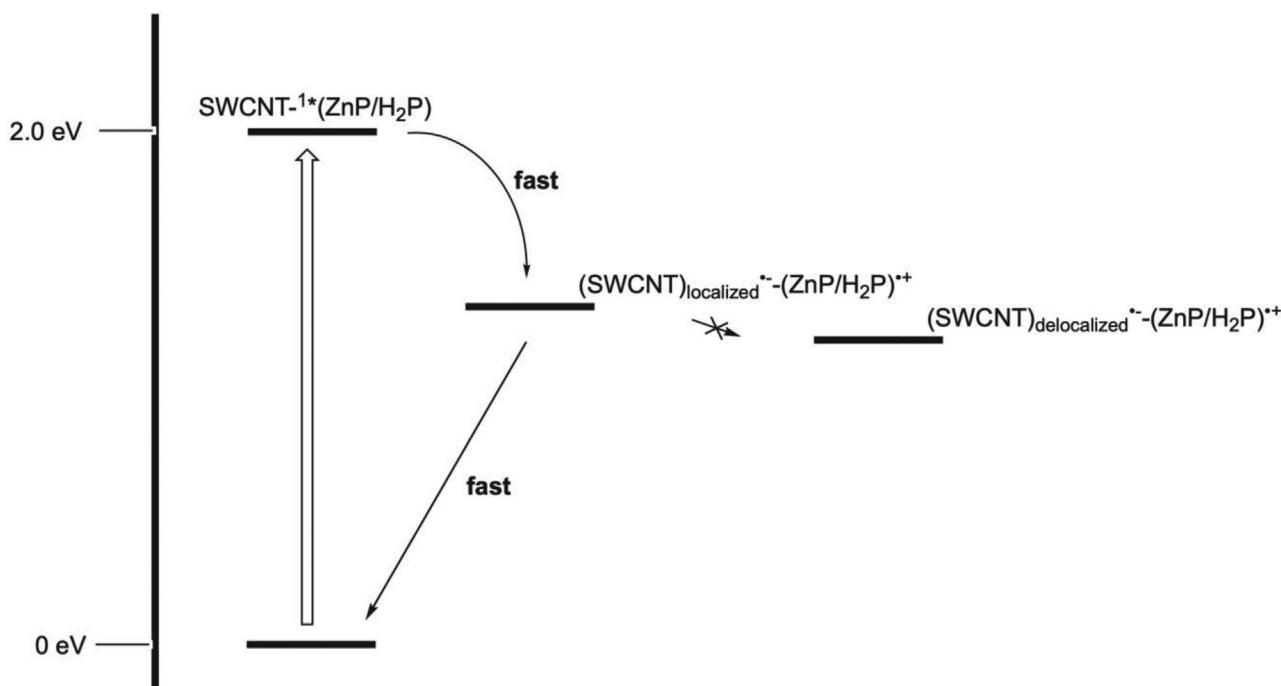 SWCNT-¹*(ZnP/H₂P)
2.0 eV
fast
(SWCNT)localized•--(ZnP/H₂P)•+
(SWCNT)delocalized•--(ZnP/H₂P)•+
fast
0 eV